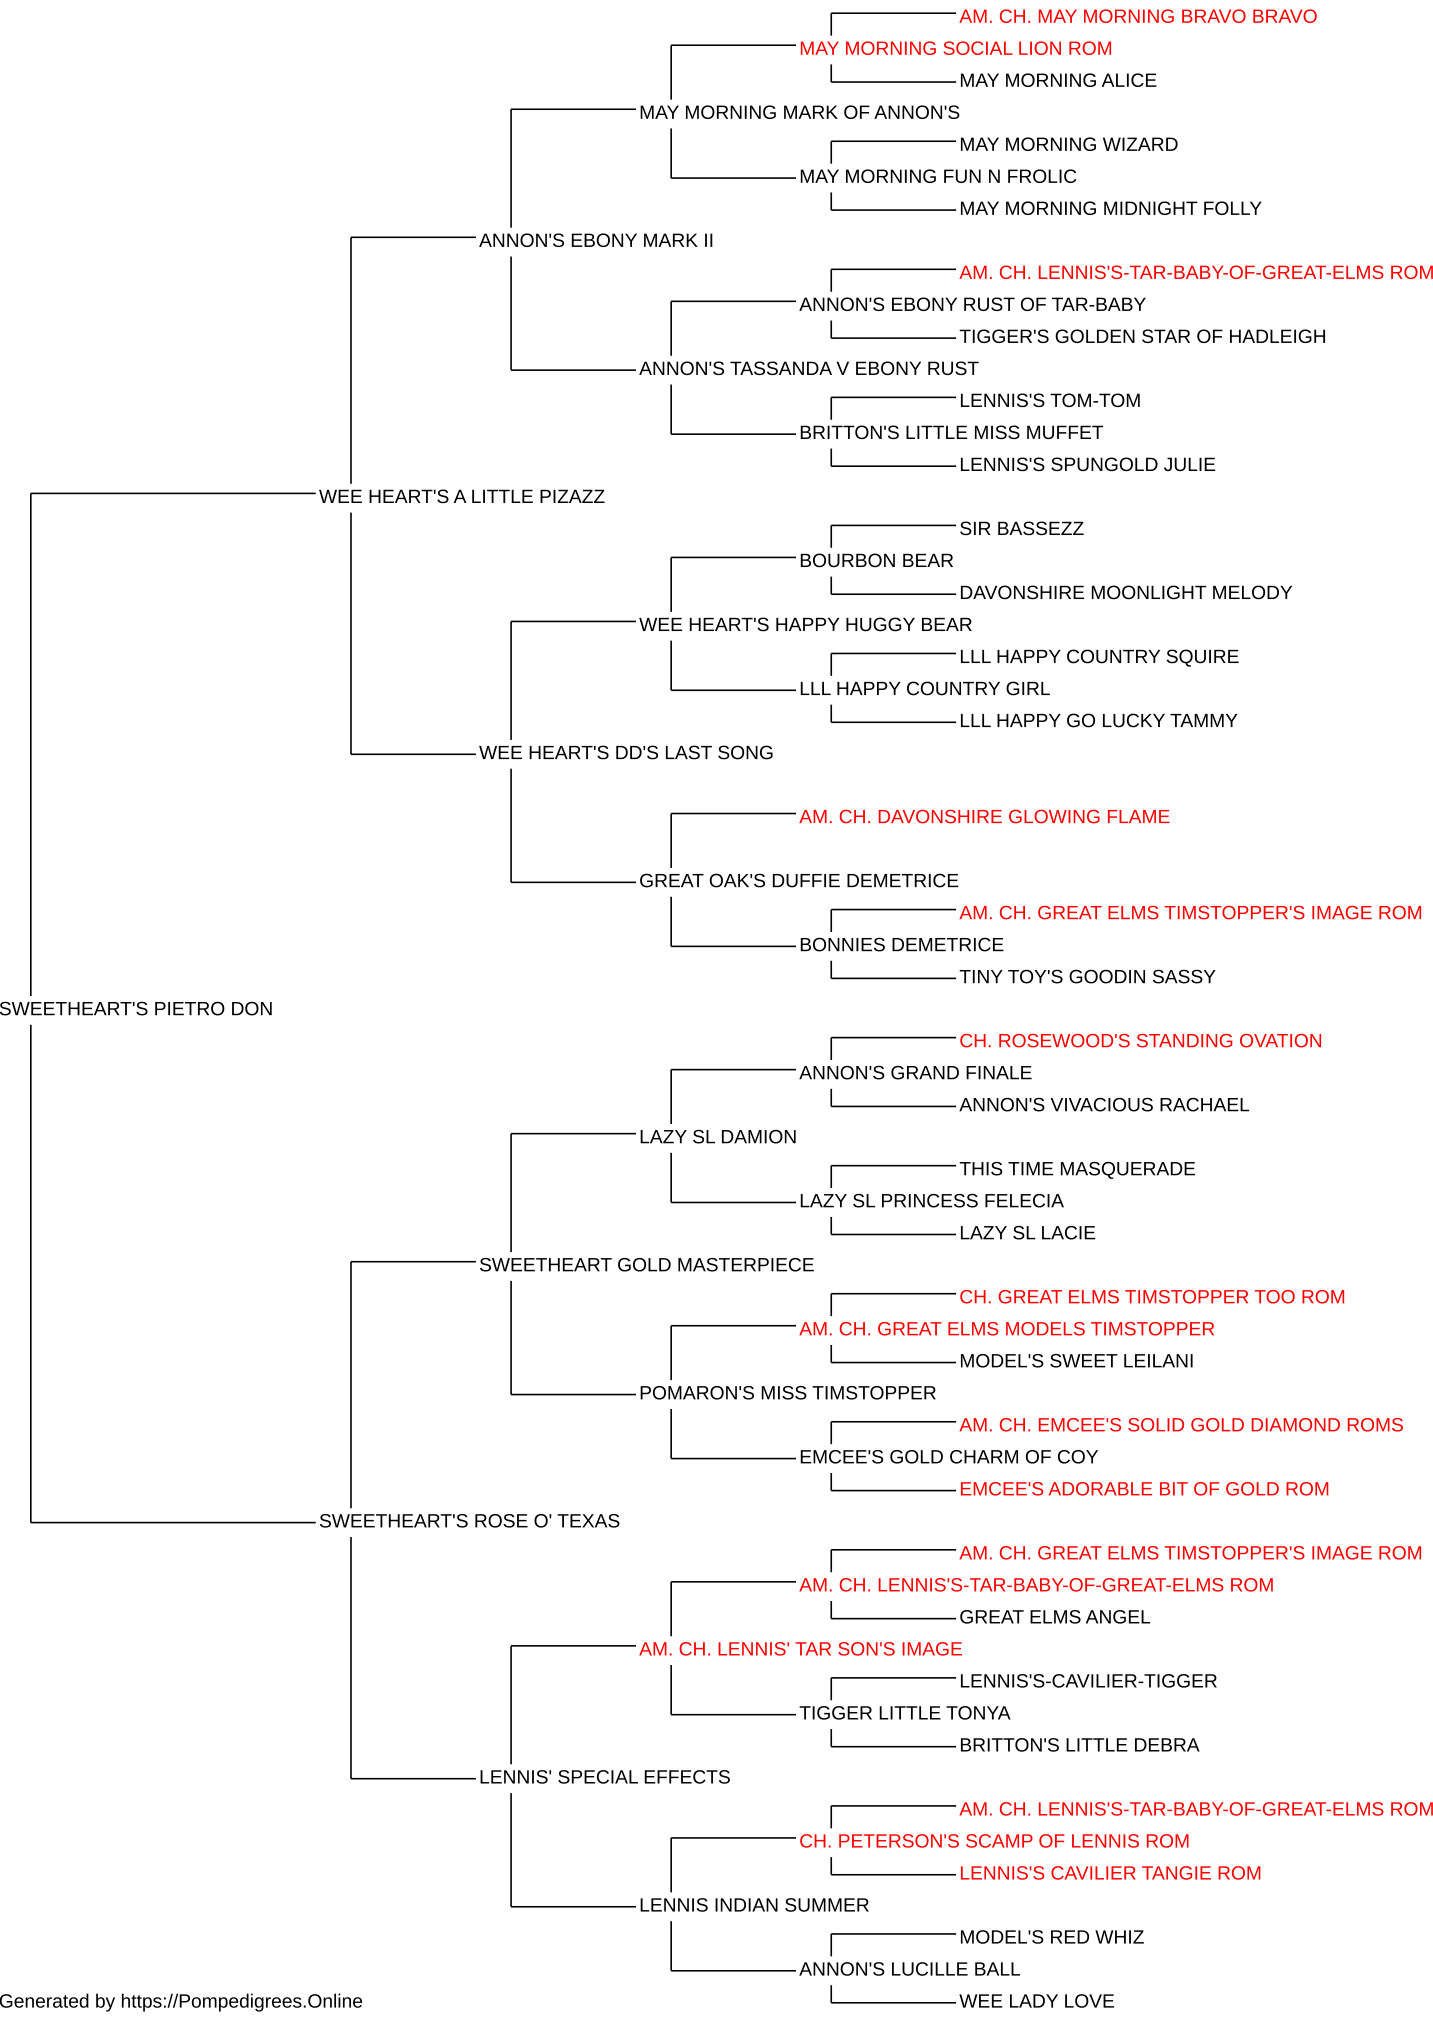 AM. CH. MAY MORNING BRAVO BRAVO
MAY MORNING SOCIAL LION ROM
MAY MORNING ALICE
MAY MORNING MARK OF ANNON'S
MAY MORNING WIZARD
MAY MORNING FUN N FROLIC
MAY MORNING MIDNIGHT FOLLY
ANNON'S EBONY MARK II
AM. CH. LENNIS'S-TAR-BABY-OF-GREAT-ELMS ROM
ANNON'S EBONY RUST OF TAR-BABY
TIGGER'S GOLDEN STAR OF HADLEIGH
ANNON'S TASSANDA V EBONY RUST
LENNIS'S TOM-TOM
BRITTON'S LITTLE MISS MUFFET
LENNIS'S SPUNGOLD JULIE
WEE HEART'S A LITTLE PIZAZZ
SIR BASSEZZ
BOURBON BEAR
DAVONSHIRE MOONLIGHT MELODY
WEE HEART'S HAPPY HUGGY BEAR
LLL HAPPY COUNTRY SQUIRE
LLL HAPPY COUNTRY GIRL
LLL HAPPY GO LUCKY TAMMY
WEE HEART'S DD'S LAST SONG
AM. CH. DAVONSHIRE GLOWING FLAME
GREAT OAK'S DUFFIE DEMETRICE
AM. CH. GREAT ELMS TIMSTOPPER'S IMAGE ROM
BONNIES DEMETRICE
TINY TOY'S GOODIN SASSY
SWEETHEART'S PIETRO DON
CH. ROSEWOOD'S STANDING OVATION
ANNON'S GRAND FINALE
ANNON'S VIVACIOUS RACHAEL
LAZY SL DAMION
THIS TIME MASQUERADE
LAZY SL PRINCESS FELECIA
LAZY SL LACIE
SWEETHEART GOLD MASTERPIECE
CH. GREAT ELMS TIMSTOPPER TOO ROM
AM. CH. GREAT ELMS MODELS TIMSTOPPER
MODEL'S SWEET LEILANI
POMARON'S MISS TIMSTOPPER
AM. CH. EMCEE'S SOLID GOLD DIAMOND ROMS
EMCEE'S GOLD CHARM OF COY
EMCEE'S ADORABLE BIT OF GOLD ROM
SWEETHEART'S ROSE O' TEXAS
AM. CH. GREAT ELMS TIMSTOPPER'S IMAGE ROM
AM. CH. LENNIS'S-TAR-BABY-OF-GREAT-ELMS ROM
GREAT ELMS ANGEL
AM. CH. LENNIS' TAR SON'S IMAGE
LENNIS'S-CAVILIER-TIGGER
TIGGER LITTLE TONYA
BRITTON'S LITTLE DEBRA
LENNIS' SPECIAL EFFECTS
AM. CH. LENNIS'S-TAR-BABY-OF-GREAT-ELMS ROM
CH. PETERSON'S SCAMP OF LENNIS ROM
LENNIS'S CAVILIER TANGIE ROM
LENNIS INDIAN SUMMER
MODEL'S RED WHIZ
ANNON'S LUCILLE BALL
WEE LADY LOVE
Generated by https://Pompedigrees.Online